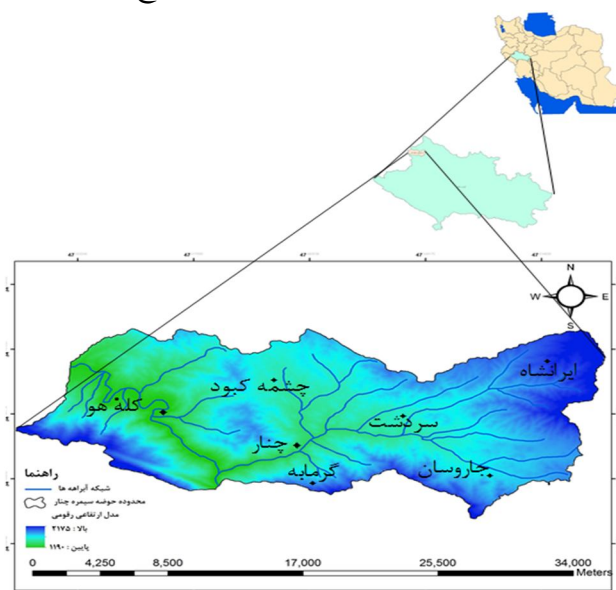 N
W E
S
ایرانشاه
چشمه کبود
کله هو
سردشت
چنار
جاروسان
گرمابه
راهنما
شبکه آبراهه ها
محدوده حوضه سیمره چنار
مدل ارتفاعی رقومی
بالا : ۲۱۷۵
پایین : ۱۱۹۰
0 4,250 8,500 17,000 25,500 34,000
Meters